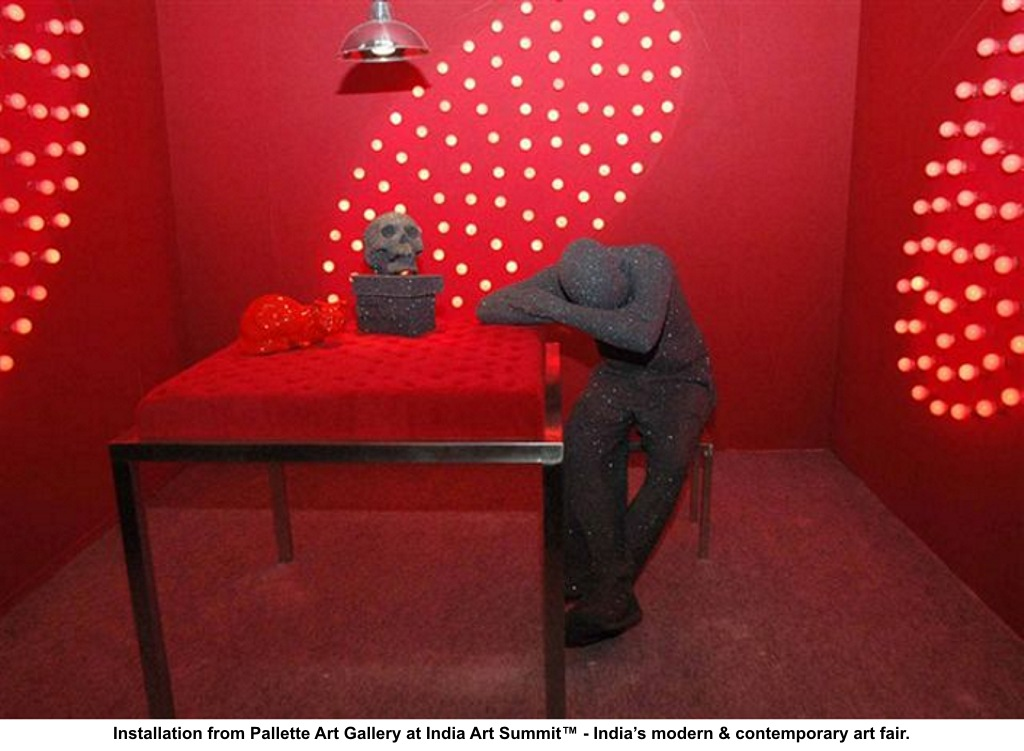 Installation from Pallette Art Gallery at India Art Summit™ - India’s modern & contemporary art fair.